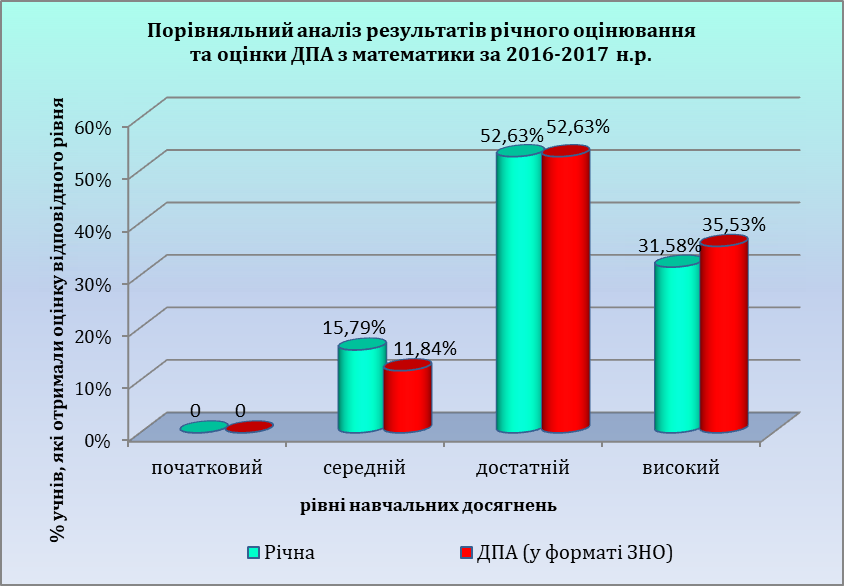 Порівняльний аналіз результатів річного оцінювання
та оцінки ДПА з математики за 2016-2017 н.р.
% учнів, які отримали оцінку відповідного рівня
60%
50%
40%
30%
20%
10%
0%
0
0
15,79%
11,84%
52,63%
52,63%
31,58%
35,53%
початковий
середній
достатній
високий
рівні навчальних досягнень
Річна
ДПА (у форматі ЗНО)